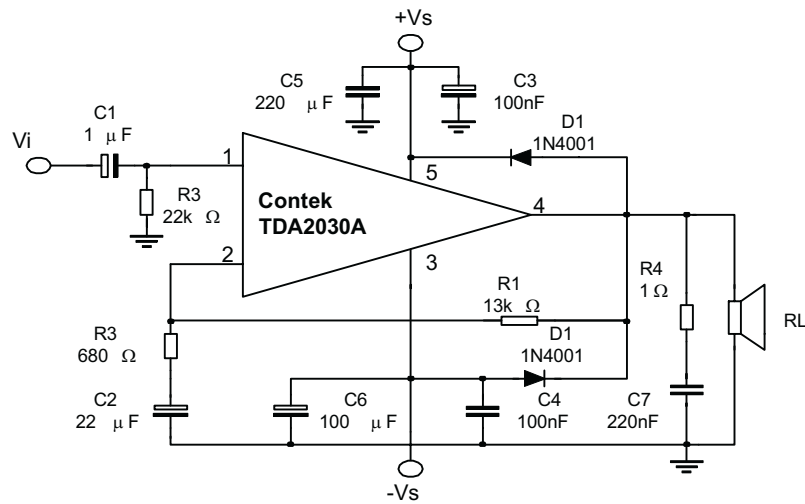 +Vs
C5
220 μF
C3
100nF
C1
1 μF
D1
1N4001
Vi
1
5
R3
22k Ω
Contek
TDA2030A
4
2
3
R1
13k Ω
R4
1Ω
RL
R3
680 Ω
D1
1N4001
C2
22 μF
C6
100 μF
C4
100nF
C7
220nF
-Vs